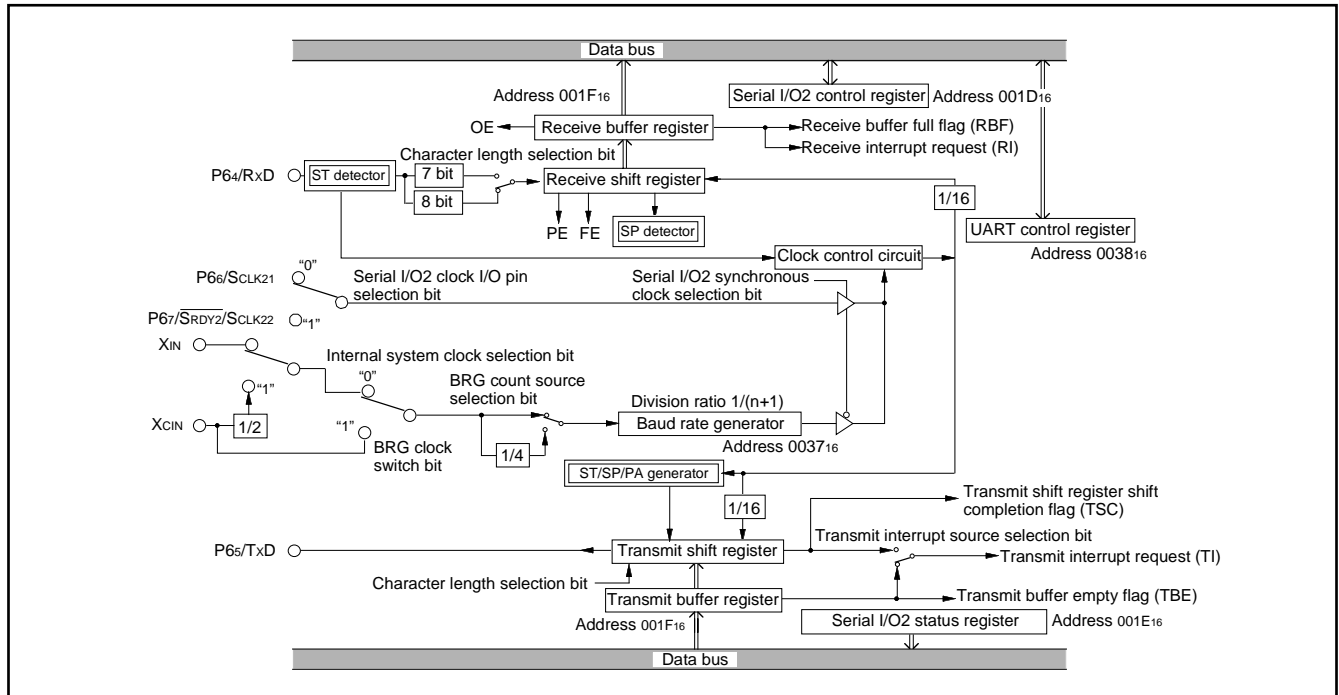 Data bus
Address 001F16
Serial I/O2 control register
Address 001D16
OE
Receive buffer register
Receive buffer full flag (RBF)
Receive interrupt request (RI)
Character length selection bit
P64/RXD
ST detector
7 bit
8 bit
Receive shift register
1/16
PE
FE
SP detector
UART control register
Address 003816
Clock control circuit
P66/SCLK21
“0”
Serial I/O2 clock I/O pin
selection bit
Serial I/O2 synchronous
clock selection bit
P67/SRDY2/SCLK22
“1”
XIN
Internal system clock selection bit
“0”
“1”
BRG count source
selection bit
Division ratio 1/(n+1)
Baud rate generator
Address 003716
XCIN
1/2
“1”
BRG clock
switch bit
1/4
ST/SP/PA generator
1/16
Transmit shift register shift
completion flag (TSC)
Transmit interrupt source selection bit
P65/TXD
Transmit shift register
Transmit interrupt request (TI)
Character length selection bit
Transmit buffer register
Transmit buffer empty flag (TBE)
Address 001F16
Serial I/O2 status register
Address 001E16
Data bus